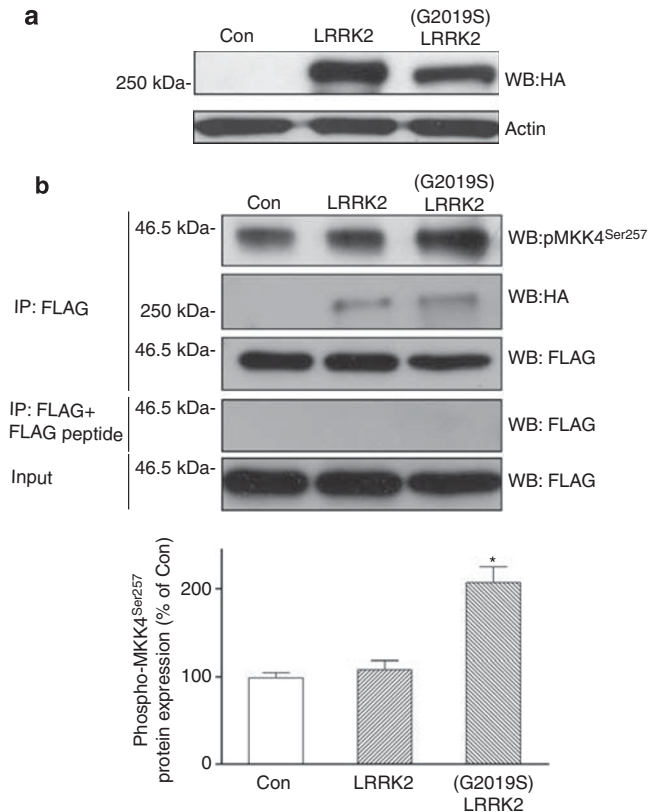 a
Con
LRRK2
(G2019S)
LRRK2
250 kDa-
WB:HA
Actin
b
Con
LRRK2
(G2019S)
LRRK2
IP: FLAG
46.5 kDa-
WB:pMKK4Ser257
250 kDa-
WB:HA
46.5 kDa-
WB: FLAG
IP: FLAG+
FLAG peptide
46.5 kDa-
WB: FLAG
Input
46.5 kDa-
WB: FLAG
Phospho-MKK4Ser257
protein expression (% of Con)
200
100
0
*
Con
LRRK2
(G2019S)
LRRK2